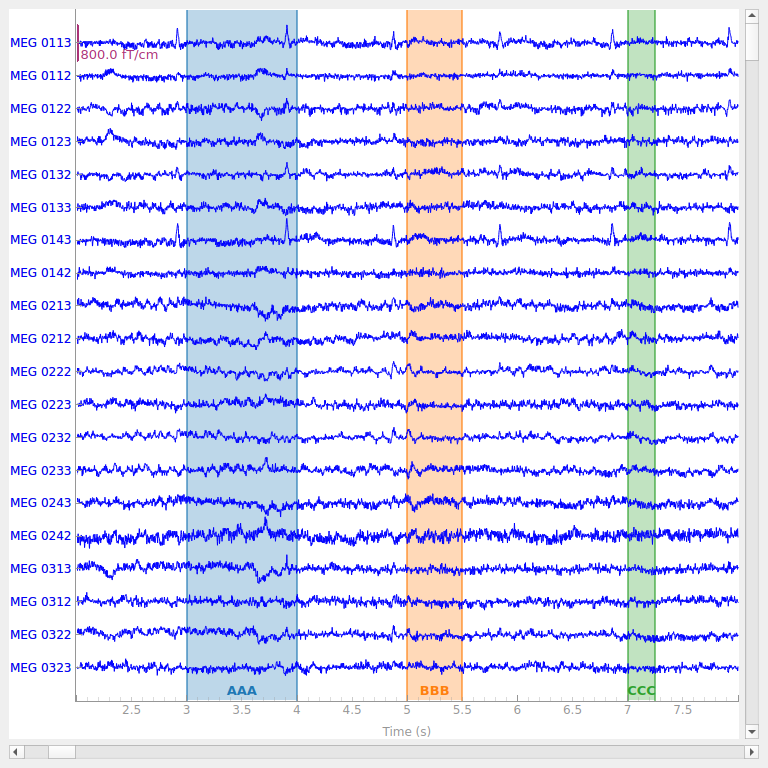 MEG 0113
800.0 fT/cm
MEG 0112
MEG 0122
MEG 0123
MEG 0132
MEG 0133
MEG 0143
MEG 0142
MEG 0213
MEG 0212
MEG 0222
MEG 0223
MEG 0232
MEG 0233
MEG 0243
MEG 0242
MEG 0313
MEG 0312
MEG 0322
MEG 0323
AAA BBB CCC
2.5 3 3.5 4 4.5 5 5.5 6 6.5 7 7.5
Time (s)